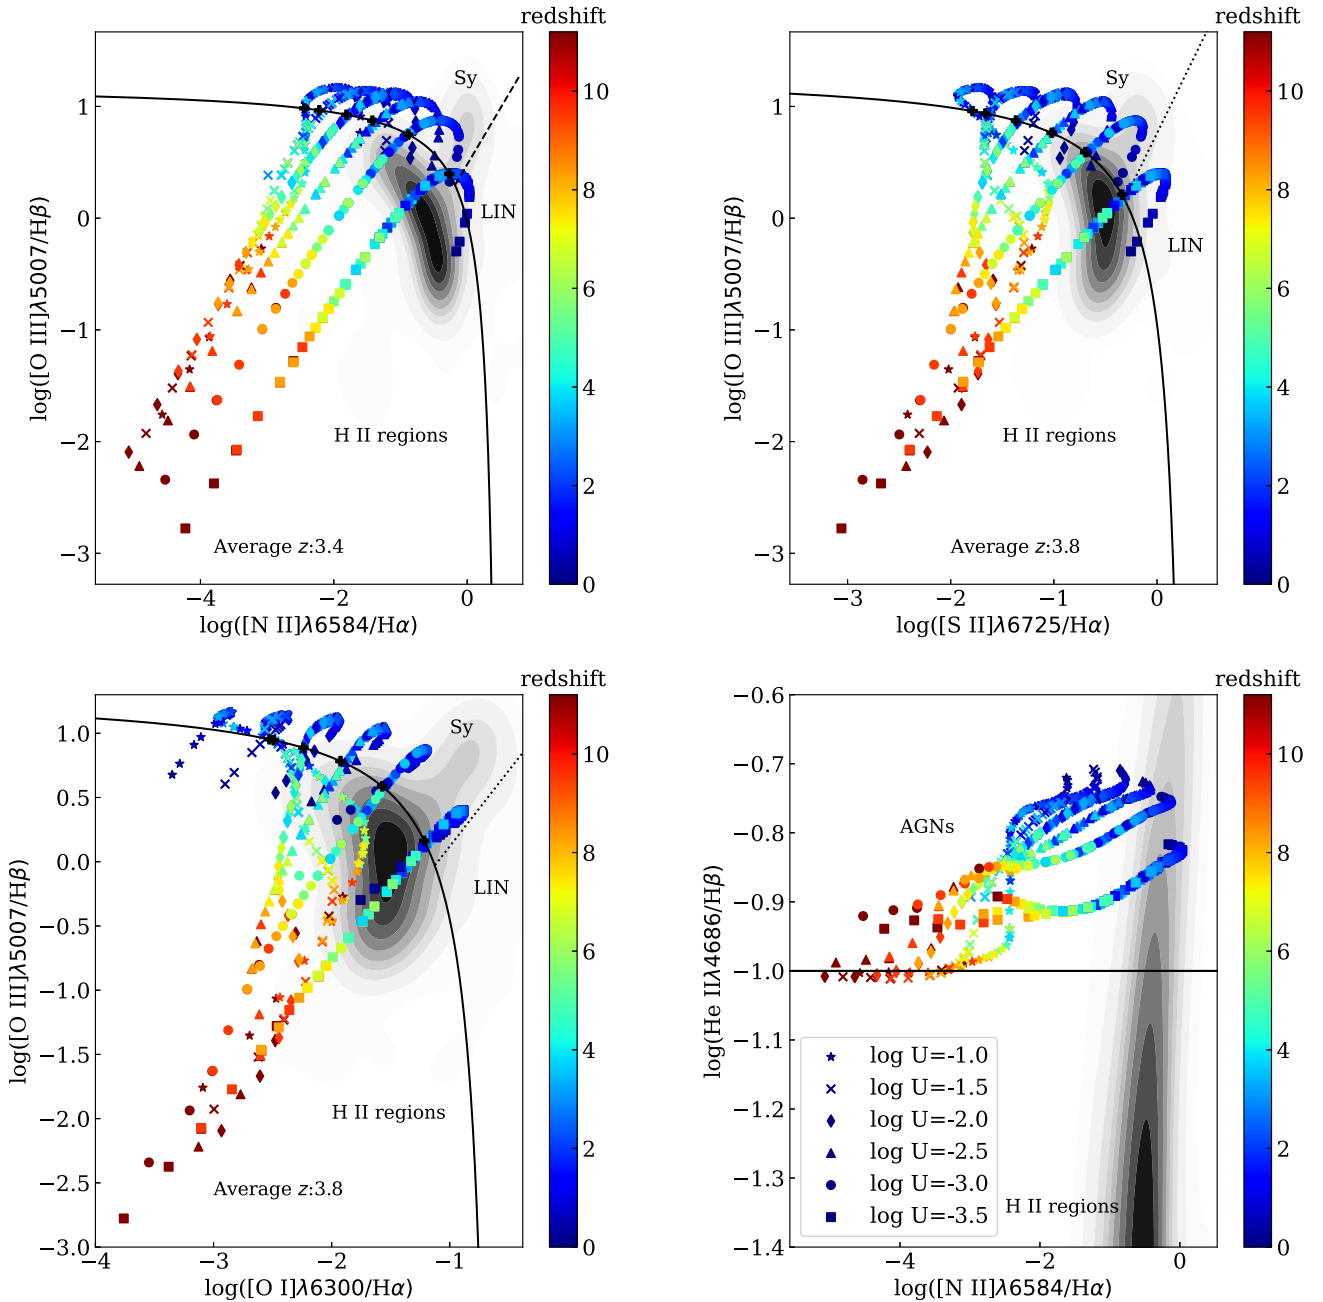 redshift
Sy
LIN
H II regions
Average z:3.4
log([O III]λ5007/Hβ)
1
0
−1
−2
−3
−4
−2
0
log([N II]λ6584/Hα)
10
8
6
4
2
0
redshift
Sy
LIN
H II regions
Average z:3.8
log([O III]λ5007/Hβ)
1
0
−1
−2
−3
−3
−2
−1
0
log([S II]λ6725/Hα)
10
8
6
4
2
0
redshift
Sy
LIN
H II regions
Average z:3.8
log([O III]λ5007/Hβ)
1.0
0.5
0.0
−0.5
−1.0
−1.5
−2.0
−2.5
−3.0
−4
−3
−2
−1
log([O I]λ6300/Hα)
10
8
6
4
2
0
redshift
AGNs
log U=-1.0
log U=-1.5
log U=-2.0
log U=-2.5
log U=-3.0
log U=-3.5
H II regions
log(He IIλ4686/Hβ)
−0.6
−0.7
−0.8
−0.9
−1.0
−1.1
−1.2
−1.3
−1.4
−4
−2
0
log([N II]λ6584/Hα)
10
8
6
4
2
0